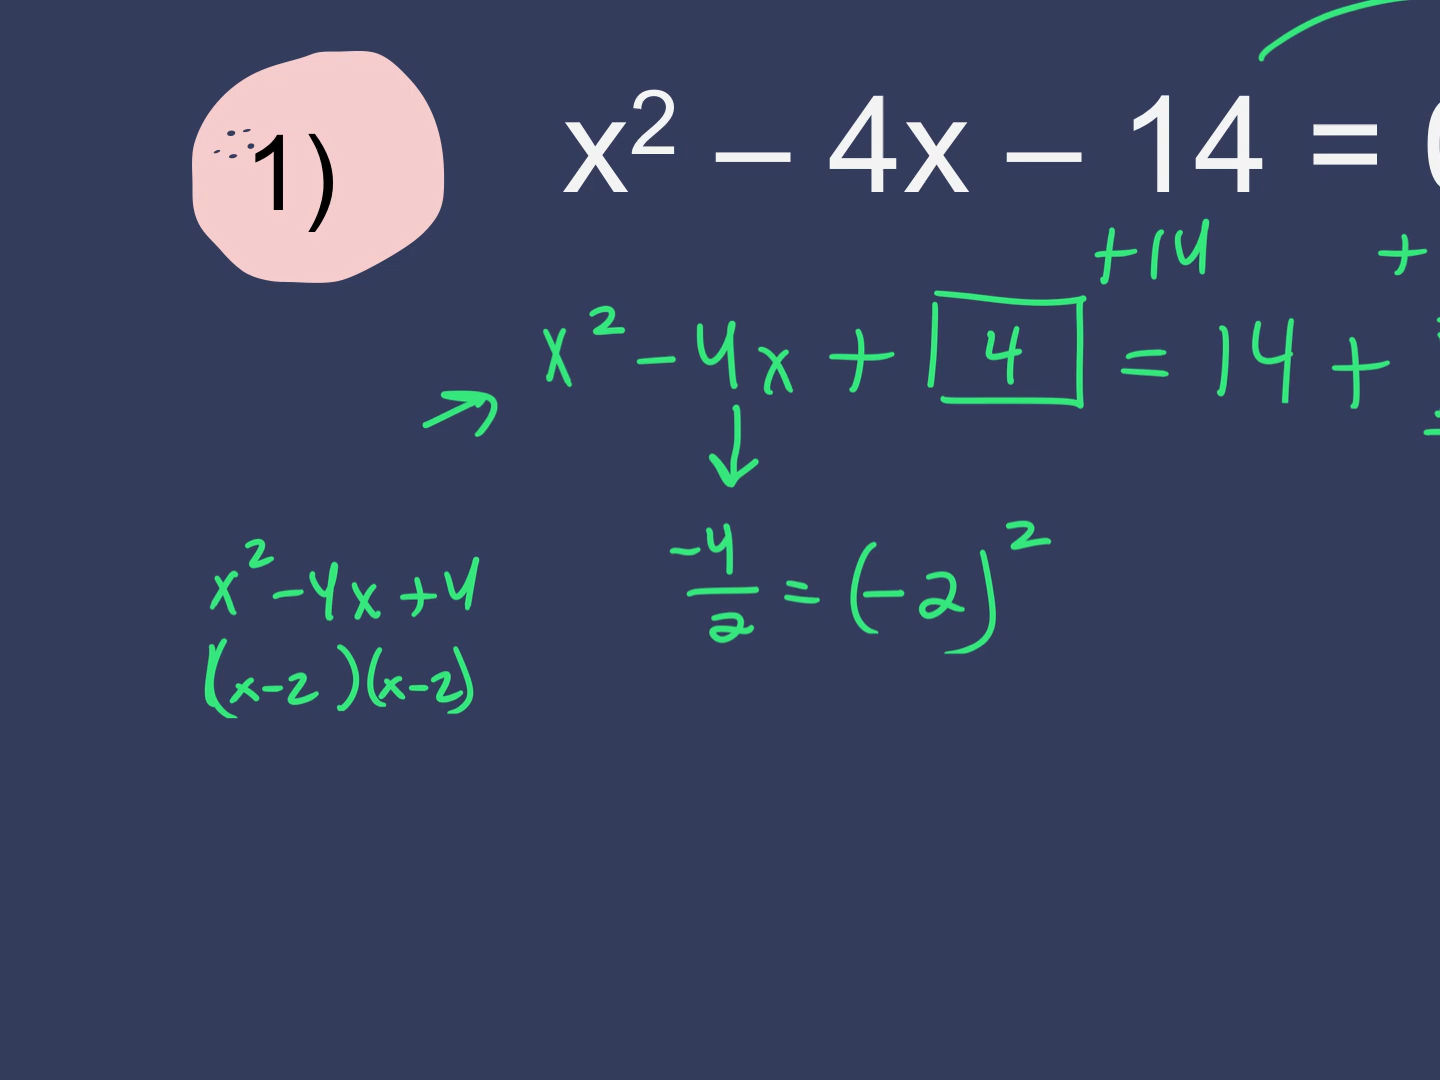 1) x² – 4x – 14 =
+14 +
x² - 4x + 4 = 14 +
x² - 4x + 4
(x-2)(x-2)
-4/2 = (-2)²